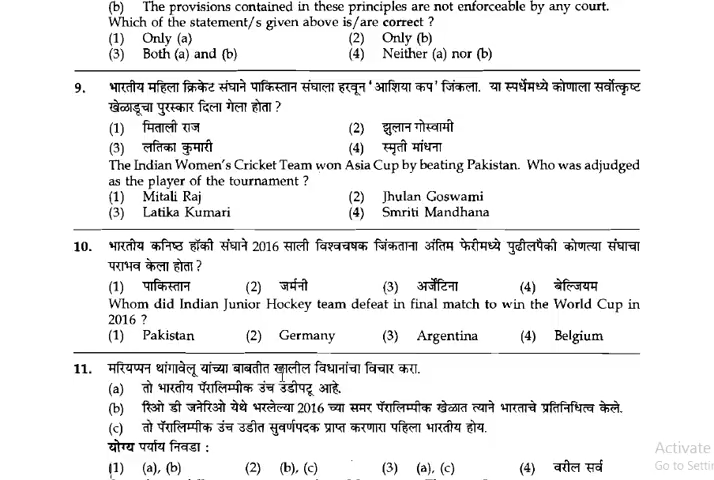 (b) The provisions contained in these principles are not enforceable by any court.
Which of the statement/s given above is/are correct ?
(1) Only (a) (2) Only (b)
(3) Both (a) and (b) (4) Neither (a) nor (b)
9. भारतीय महिला क्रिकेट संघाने पाकिस्तान संघाला हरवून 'आशिया कप' जिंकला. या स्पर्धेमध्ये कोणाला सर्वोत्कृष्ट
खेळाडूचा पुरस्कार दिला गेला होता ?
(1) मिताली राज (2) झुलान गोस्वामी
(3) लतिका कुमारी (4) स्मृती मांधना
The Indian Women's Cricket Team won Asia Cup by beating Pakistan. Who was adjudged
as the player of the tournament ?
(1) Mitali Raj (2) Jhulan Goswami
(3) Latika Kumari (4) Smriti Mandhana
10. भारतीय कनिष्ठ हॉकी संघाने 2016 साली विश्वचषक जिंकताना अंतिम फेरीमध्ये पुढीलपैकी कोणत्या संघाचा
पराभव केला होता ?
(1) पाकिस्तान (2) जर्मनी (3) अर्जेंटिना (4) बेल्जियम
Whom did Indian Junior Hockey team defeat in final match to win the World Cup in
2016 ?
(1) Pakistan (2) Germany (3) Argentina (4) Belgium
11. मरियप्पन थांगावेलू यांच्या बाबतीत खालील विधानांचा विचार करा.
(a) तो भारतीय पॅरालिम्पीक उंच उडीपटू आहे.
(b) रिओ डी जनेरिओ येथे भरलेल्या 2016 च्या समर पॅरालिम्पीक खेळात त्याने भारताचे प्रतिनिधित्व केले.
(c) तो पॅरालिम्पीक उंच उडीत सुवर्णपदक प्राप्त करणारा पहिला भारतीय होय.
योग्य पर्याय निवडा :
(1) (a), (b) (2) (b), (c) (3) (a), (c) (4) वरील सर्व
Activate
Go to Settin